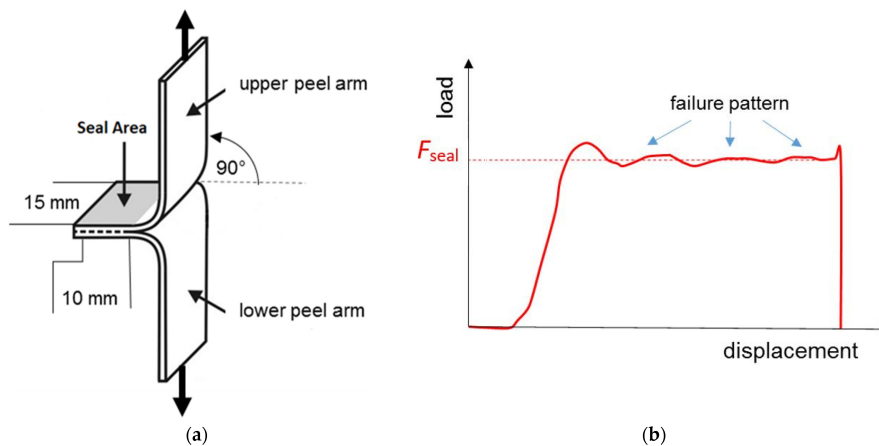 upper peel arm
Seal Area
90°
15 mm
10 mm
lower peel arm
(a)
load
failure pattern
Fseal
displacement
(b)